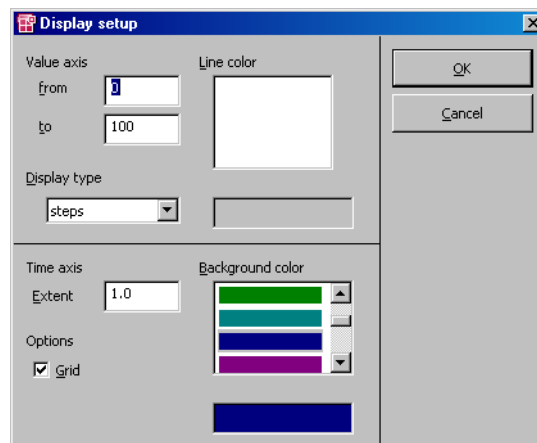 Display setup
Value axis
from
0
to
100
Line color
Display type
steps
Time axis
Extent
1.0
Options
Grid
Background color
OK
Cancel